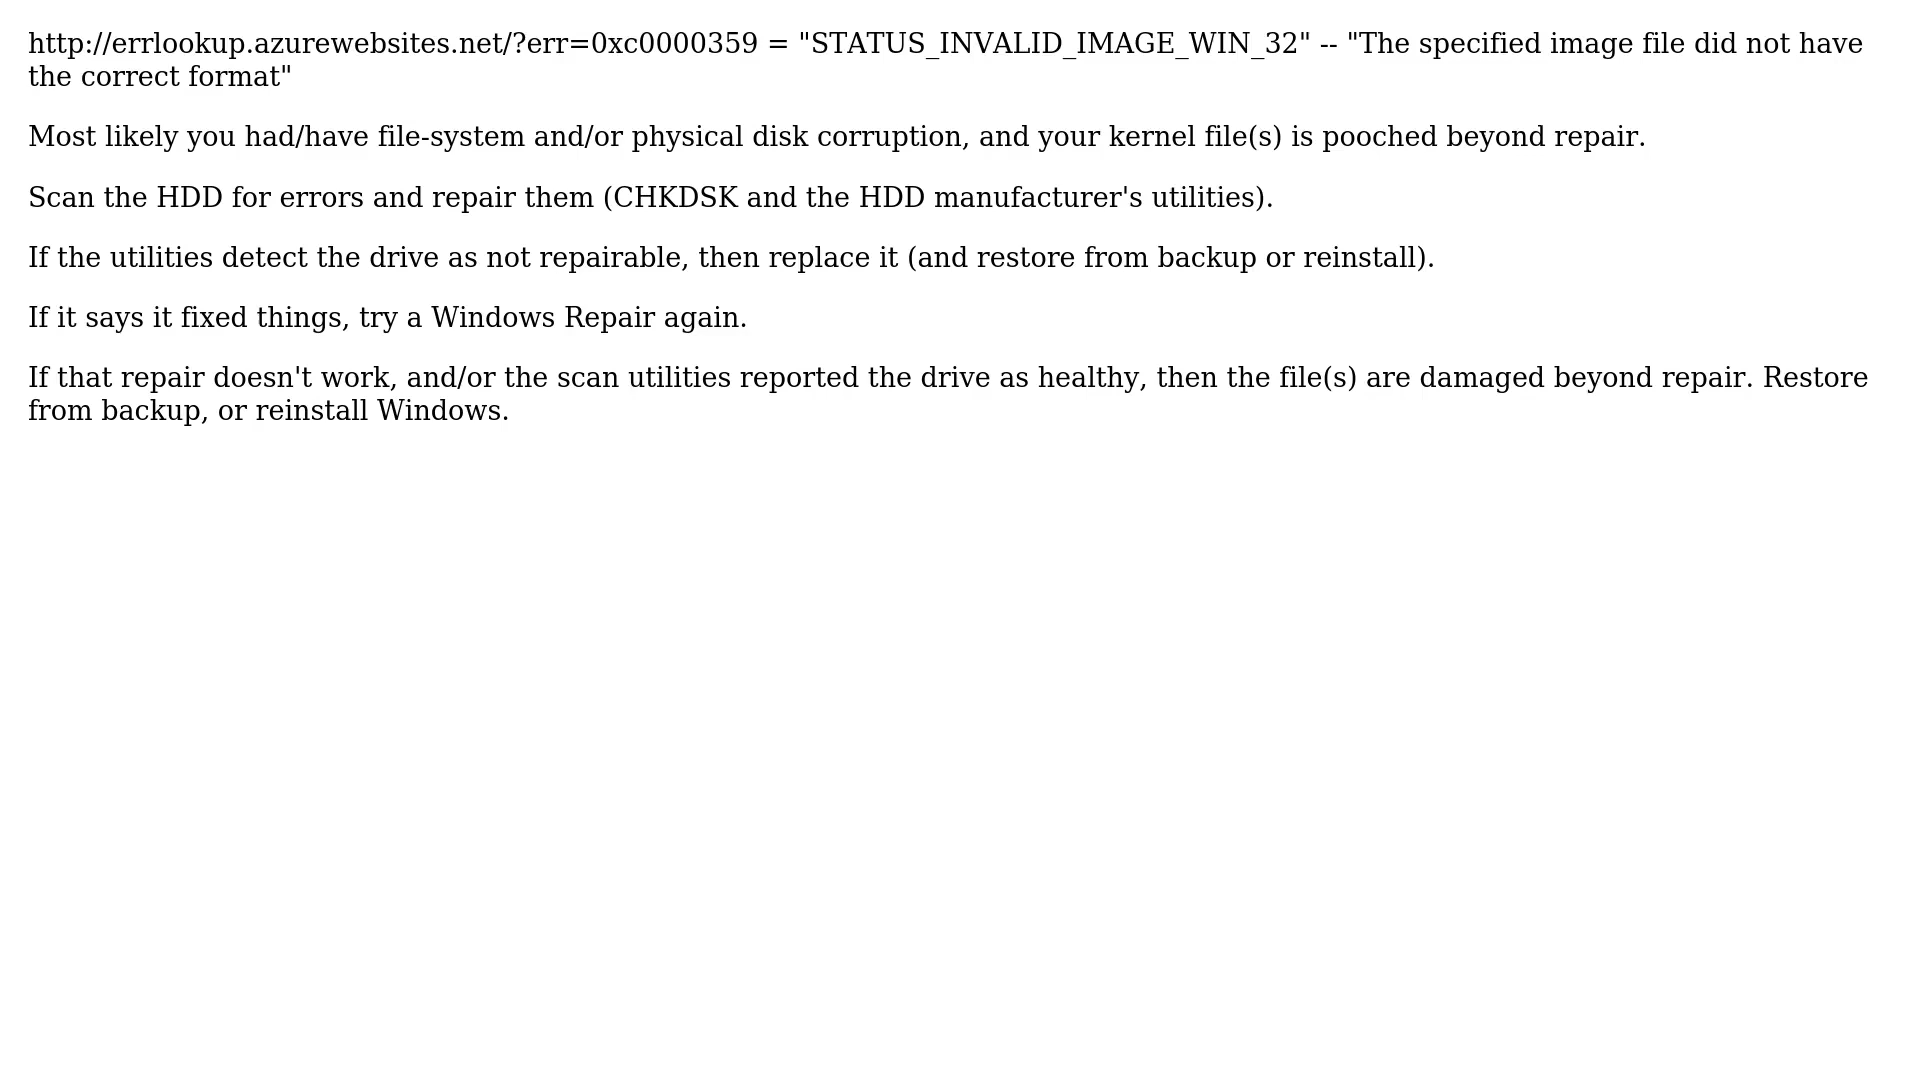 http://errlookup.azurewebsites.net/?err=0xc0000359 = "STATUS_INVALID_IMAGE_WIN_32" -- "The specified image file did not have
the correct format"
Most likely you had/have file-system and/or physical disk corruption, and your kernel file(s) is pooched beyond repair.
Scan the HDD for errors and repair them (CHKDSK and the HDD manufacturer's utilities).
If the utilities detect the drive as not repairable, then replace it (and restore from backup or reinstall).
If it says it fixed things, try a Windows Repair again.
If that repair doesn't work, and/or the scan utilities reported the drive as healthy, then the file(s) are damaged beyond repair. Restore
from backup, or reinstall Windows.